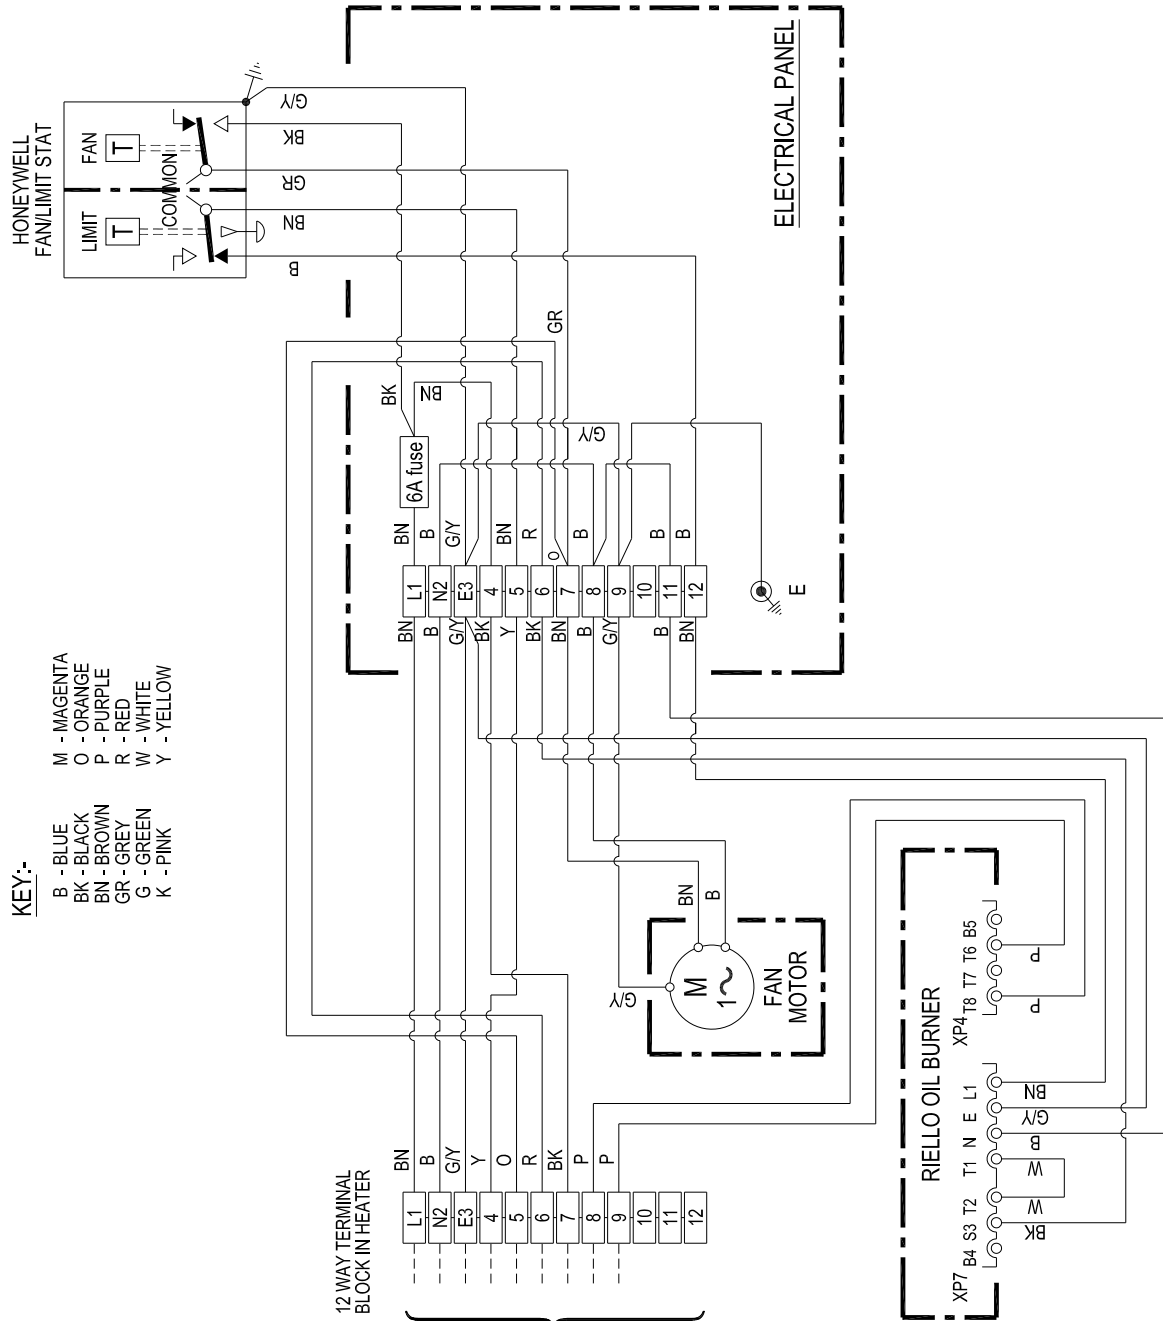 HONEYWELL
FAN/LIMIT STAT
LIMIT
FAN
T
T
COMMON
B
BN
GR
BK
G/Y
ELECTRICAL PANEL
BK
BN
GR
6A fuse
G/Y
BN
B
G/Y
BN
R
O
B
B
B
L1
N2
E3
4
5
6
7
8
9
10
11
12
E
BN
B
G/Y
BK
Y
BK
BN
B
G/Y
B
BN
KEY:-
B - BLUE
BK - BLACK
BN - BROWN
GR - GREY
G - GREEN
K - PINK
M - MAGENTA
O - ORANGE
P - PURPLE
R - RED
W - WHITE
Y - YELLOW
BN
B
G/Y
M
1~
FAN
MOTOR
12 WAY TERMINAL
BLOCK IN HEATER
BN
B
G/Y
Y
O
R
BK
P
P
L1
N2
E3
4
5
6
7
8
9
10
11
12
RIELLO OIL BURNER
XP7
B4 S3 T2 T1 N E L1
BK
W
W
B
G/Y
BN
XP4
T8 T7 T6 B5
P
P